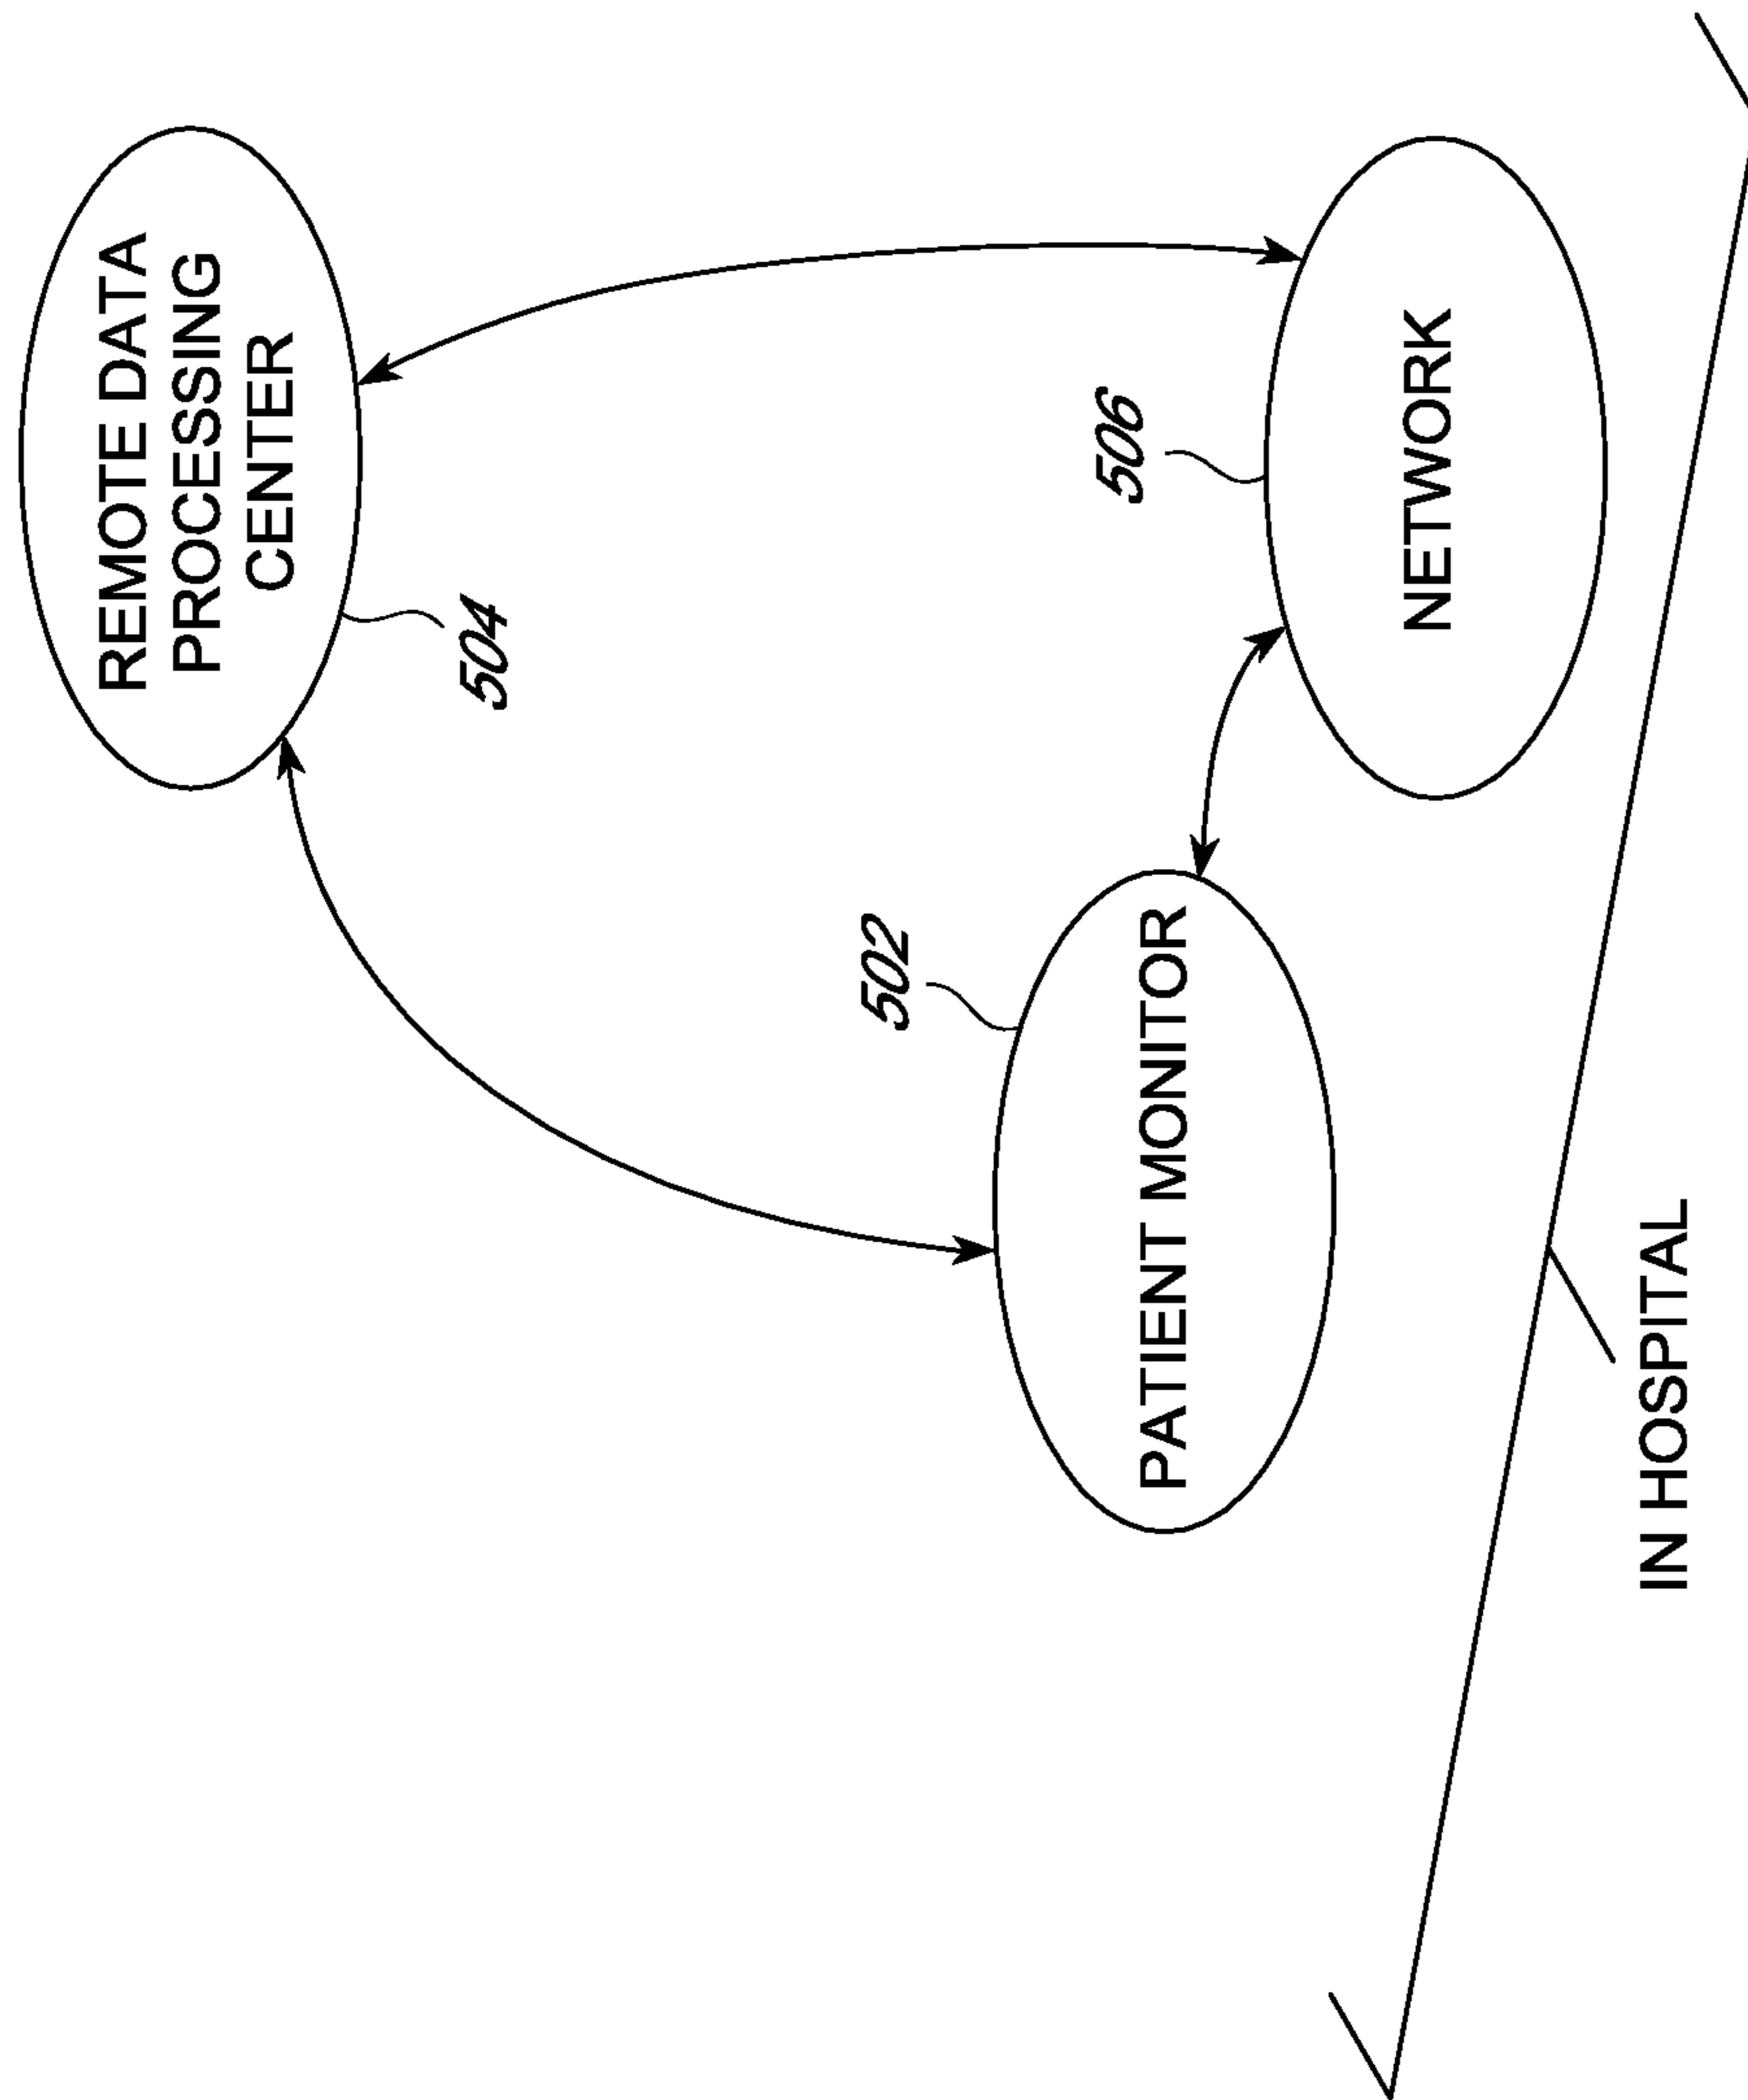 REMOTE DATA
PROCESSING
CENTER
504
502
506
PATIENT MONITOR
NETWORK
IN HOSPITAL